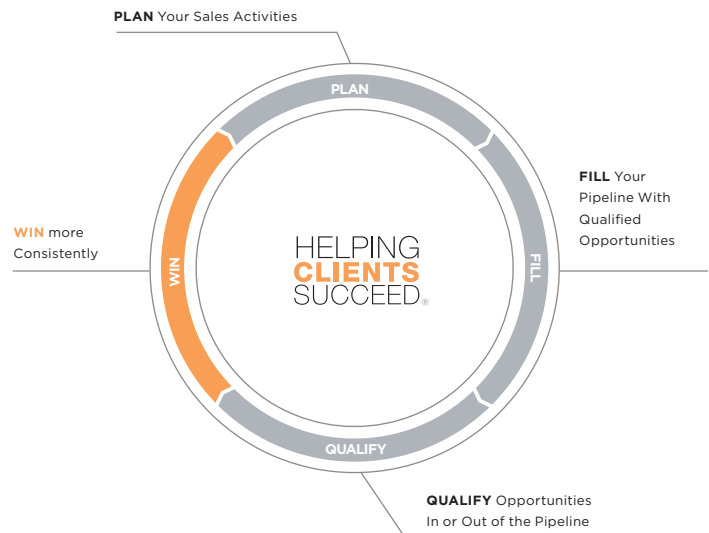 PLAN Your Sales Activities
PLAN
FILL Your
Pipeline With
Qualified
Opportunities
WIN more
Consistently
HELPING
CLIENTS
SUCCEED®
WIN
FILL
QUALIFY
QUALIFY Opportunities
In or Out of the Pipeline